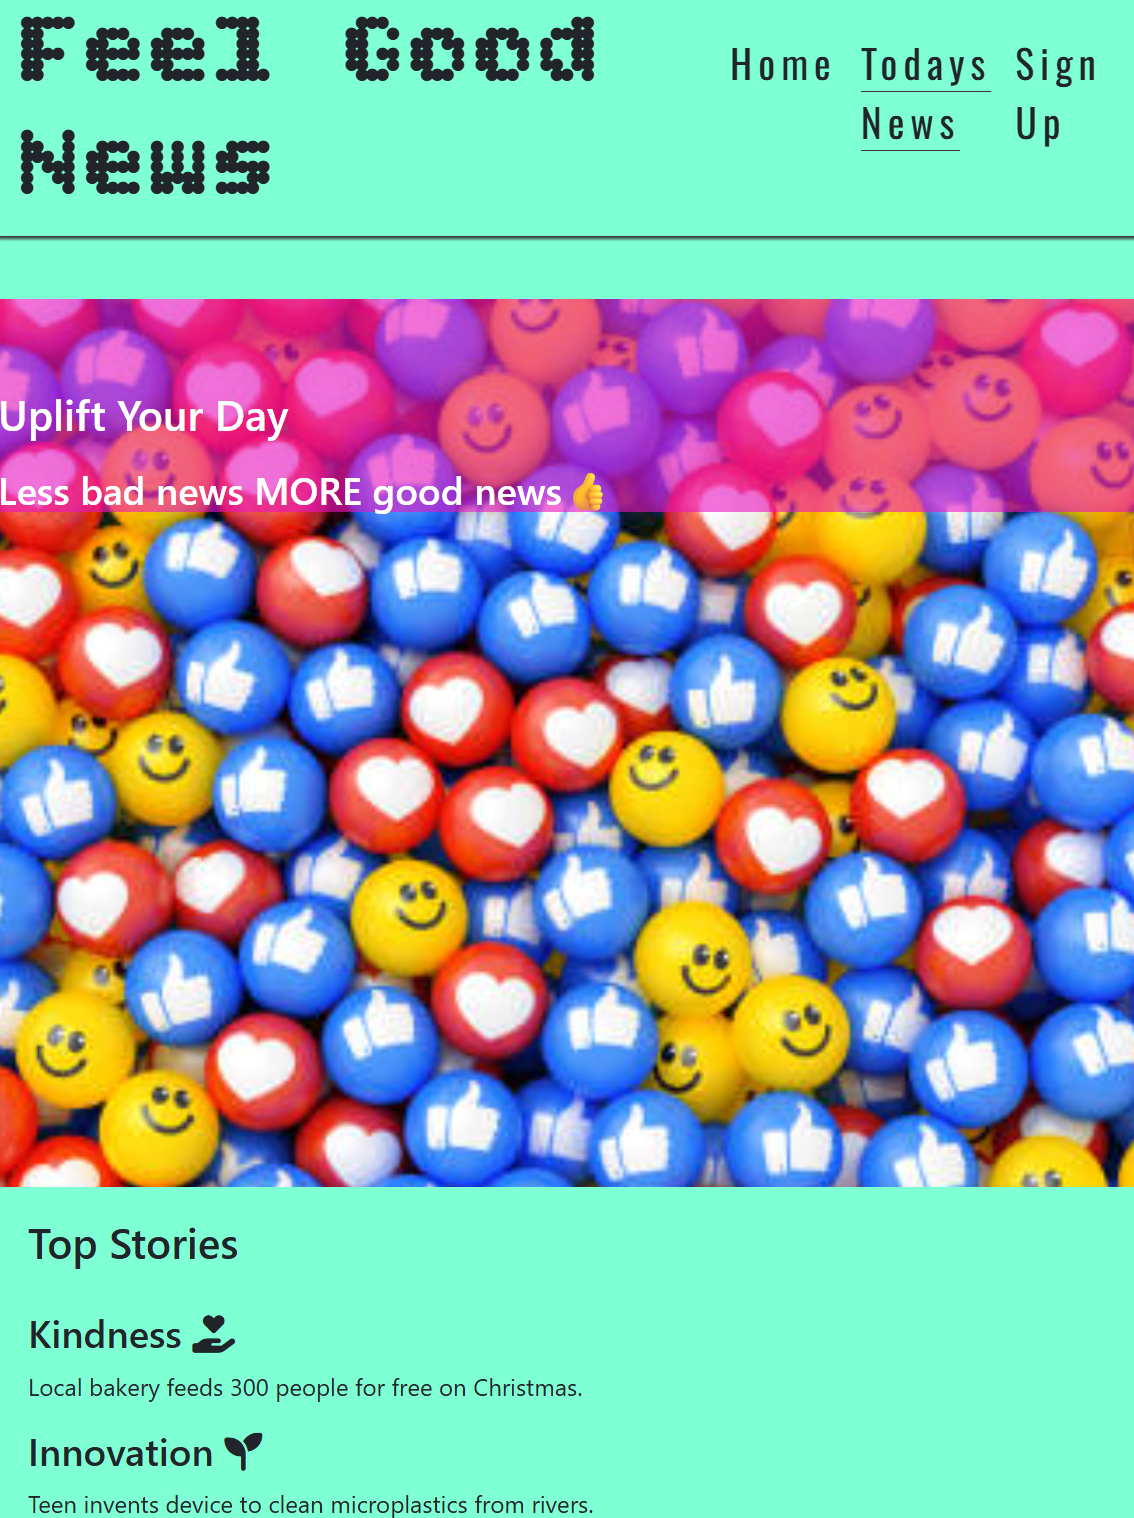 Feel Good
News
Home Todays News Sign Up
Uplift Your Day
Less bad news MORE good news 👍
Top Stories
Kindness
Local bakery feeds 300 people for free on Christmas.
Innovation
Teen invents device to clean microplastics from rivers.